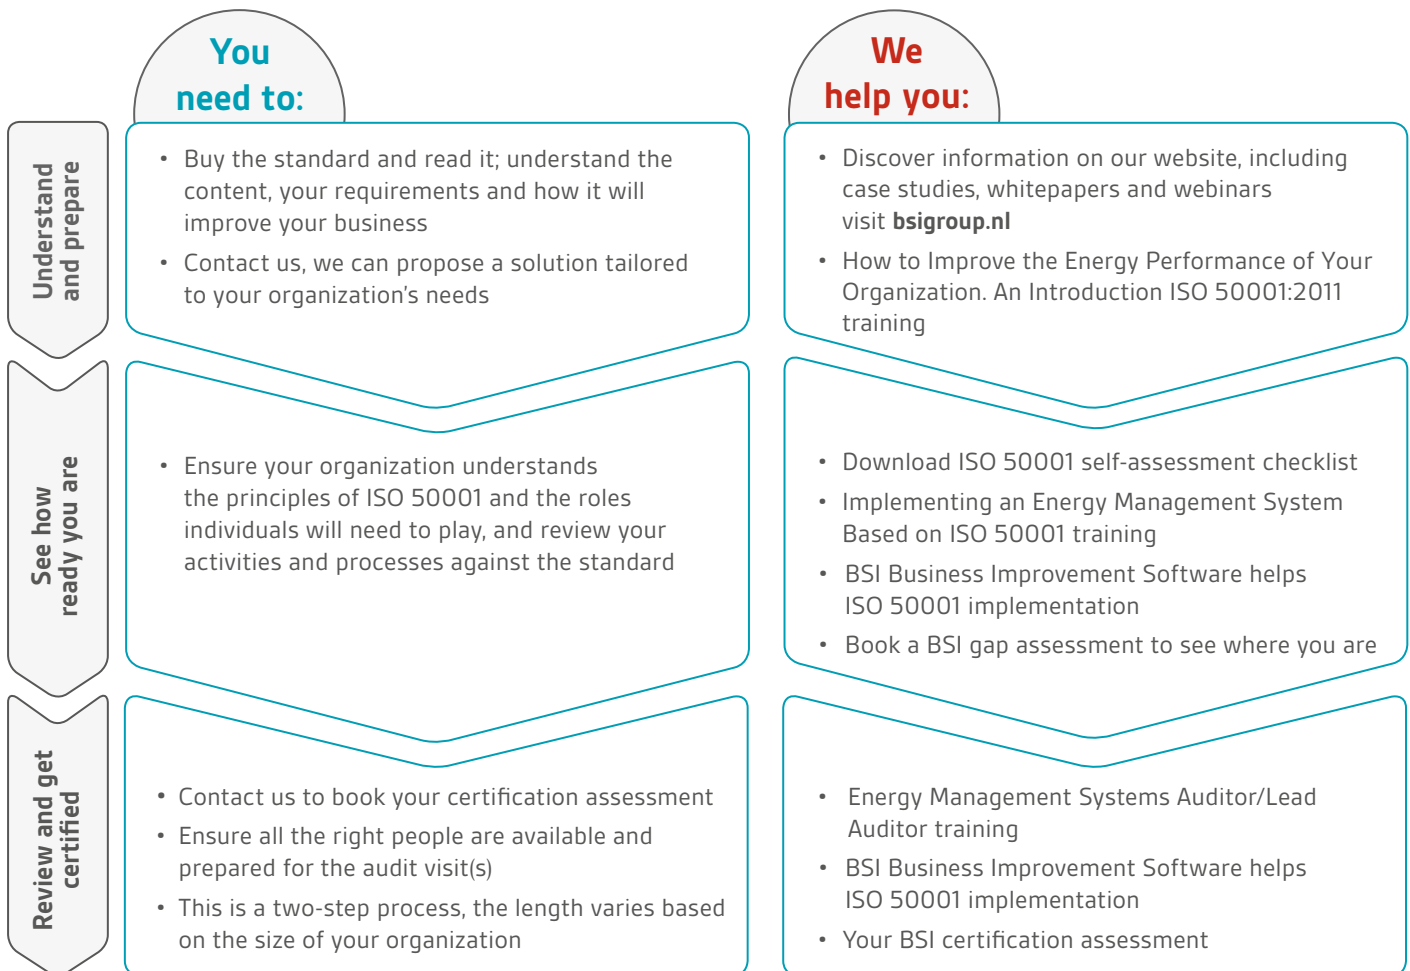 You
need to:
We
help you:
Understand
and prepare
• Buy the standard and read it; understand the
content, your requirements and how it will
improve your business
• Contact us, we can propose a solution tailored
to your organization’s needs
• Discover information on our website, including
case studies, whitepapers and webinars
visit bsigroup.nl
• How to Improve the Energy Performance of Your
Organization. An Introduction ISO 50001:2011
training
See how
ready you are
• Ensure your organization understands
the principles of ISO 50001 and the roles
individuals will need to play, and review your
activities and processes against the standard
• Download ISO 50001 self-assessment checklist
• Implementing an Energy Management System
Based on ISO 50001 training
• BSI Business Improvement Software helps
ISO 50001 implementation
• Book a BSI gap assessment to see where you are
Review and get
certified
• Contact us to book your certification assessment
• Ensure all the right people are available and
prepared for the audit visit(s)
• This is a two-step process, the length varies based
on the size of your organization
• Energy Management Systems Auditor/Lead
Auditor training
• BSI Business Improvement Software helps
ISO 50001 implementation
• Your BSI certification assessment